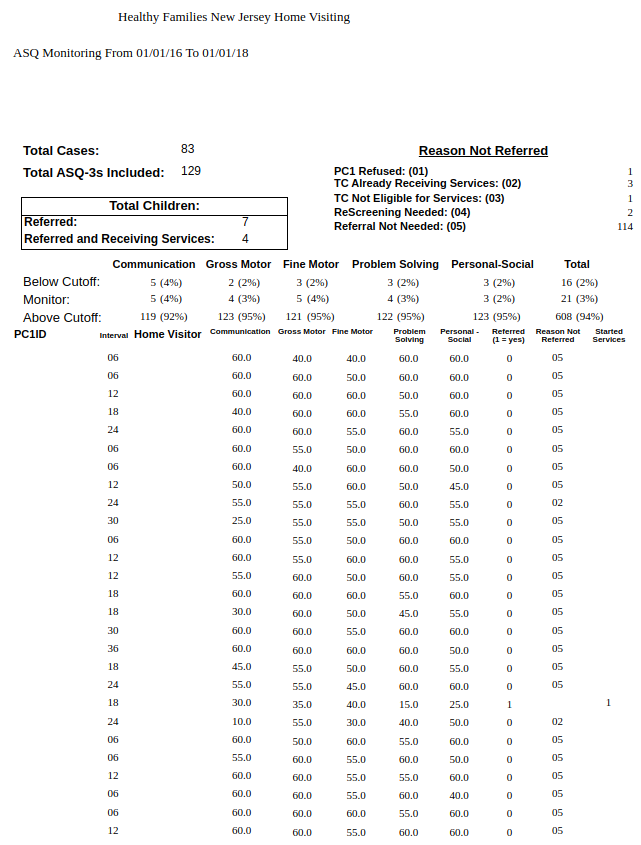 Healthy Families New Jersey Home Visiting
ASQ Monitoring From 01/01/16 To 01/01/18
Total Cases: 83
Total ASQ-3s Included: 129
Reason Not Referred
PC1 Refused: (01) 1
TC Already Receiving Services: (02) 3
TC Not Eligible for Services: (03) 1
ReScreening Needed: (04) 2
Referral Not Needed: (05) 114
Total Children:
Referred: 7
Referred and Receiving Services: 4
Communication Gross Motor Fine Motor Problem Solving Personal-Social Total
Below Cutoff: 5 (4%) 2 (2%) 3 (2%) 3 (2%) 3 (2%) 16 (2%)
Monitor: 5 (4%) 4 (3%) 5 (4%) 4 (3%) 3 (2%) 21 (3%)
Above Cutoff: 119 (92%) 123 (95%) 121 (95%) 122 (95%) 123 (95%) 608 (94%)
PC1ID Interval Home Visitor Communication Gross Motor Fine Motor Problem Solving Personal - Social Referred (1 = yes) Reason Not Referred Started Services
06 60.0 40.0 40.0 60.0 60.0 0 05
06 60.0 60.0 50.0 60.0 60.0 0 05
12 60.0 60.0 60.0 50.0 60.0 0 05
18 40.0 60.0 60.0 55.0 60.0 0 05
24 60.0 60.0 55.0 60.0 55.0 0 05
06 60.0 55.0 50.0 60.0 60.0 0 05
06 60.0 40.0 60.0 60.0 50.0 0 05
12 50.0 55.0 60.0 50.0 45.0 0 05
24 55.0 55.0 55.0 60.0 55.0 0 02
30 25.0 55.0 55.0 50.0 55.0 0 05
06 60.0 55.0 50.0 60.0 60.0 0 05
12 60.0 55.0 60.0 60.0 55.0 0 05
12 55.0 60.0 50.0 60.0 55.0 0 05
18 60.0 60.0 60.0 55.0 60.0 0 05
18 30.0 60.0 50.0 45.0 55.0 0 05
30 60.0 60.0 55.0 60.0 60.0 0 05
36 60.0 60.0 60.0 60.0 50.0 0 05
18 45.0 55.0 50.0 60.0 55.0 0 05
24 55.0 55.0 45.0 60.0 60.0 0 05
18 30.0 35.0 40.0 15.0 25.0 1 1
24 10.0 55.0 30.0 40.0 50.0 0 02
06 60.0 50.0 60.0 55.0 60.0 0 05
06 55.0 60.0 55.0 60.0 50.0 0 05
12 60.0 60.0 55.0 55.0 60.0 0 05
06 60.0 60.0 55.0 60.0 40.0 0 05
06 60.0 60.0 60.0 55.0 60.0 0 05
12 60.0 60.0 55.0 60.0 60.0 0 05